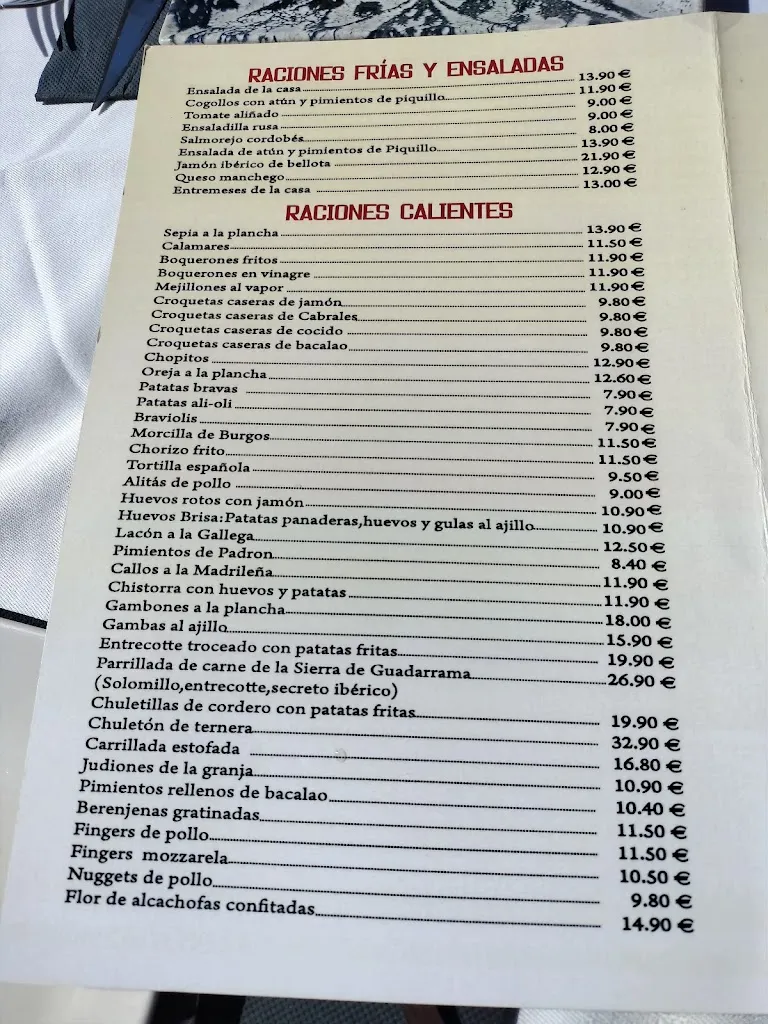 RACIONES FRÍAS Y ENSALADAS
Ensalada de la casa 13.90 €
Cogollos con atún y pimientos de piquillo 11.90 €
Tomate aliñado 9.00 €
Ensaladilla rusa 9.00 €
Salmorejo cordobés 8.00 €
Ensalada de atún y pimientos de Piquillo 13.90 €
Jamón ibérico de bellota 21.90 €
Queso manchego 12.90 €
Entremeses de la casa 13.00 €
RACIONES CALIENTES
Sepia a la plancha 13.90 €
Calamares 11.50 €
Boquerones fritos 11.90 €
Boquerones en vinagre 11.90 €
Mejillones al vapor 11.90 €
Croquetas caseras de jamón 9.80 €
Croquetas caseras de Cabrales 9.80 €
Croquetas caseras de cocido 9.80 €
Croquetas caseras de bacalao 9.80 €
Chopitos 12.90 €
Oreja a la plancha 12.60 €
Patatas bravas 7.90 €
Patatas ali-oli 7.90 €
Braviolis 7.90 €
Morcilla de Burgos 11.50 €
Chorizo frito 11.50 €
Tortilla española 9.50 €
Alitás de pollo 9.00 €
Huevos rotos con jamón 10.90 €
Huevos Brisa:Patatas panaderas,huevos y gulas al ajillo 10.90 €
Lacón a la Gallega 12.50 €
Pimientos de Padron 8.40 €
Callos a la Madrileña 11.90 €
Chistorra con huevos y patatas 11.90 €
Gambones a la plancha 18.00 €
Gambas al ajillo 15.90 €
Entrecotte troceado con patatas fritas 19.90 €
Parrillada de carne de la Sierra de Guadarrama 26.90 €
(Solomillo,entrecotte,secreto ibérico)
Chuletillas de cordero con patatas fritas 19.90 €
Chuletón de ternera 32.90 €
Carrillada estofada 16.80 €
Judiones de la granja 10.90 €
Pimientos rellenos de bacalao 10.40 €
Berenjenas gratinadas 11.50 €
Fingers de pollo 11.50 €
Fingers mozzarela 10.50 €
Nuggets de pollo 9.80 €
Flor de alcachofas confitadas 14.90 €